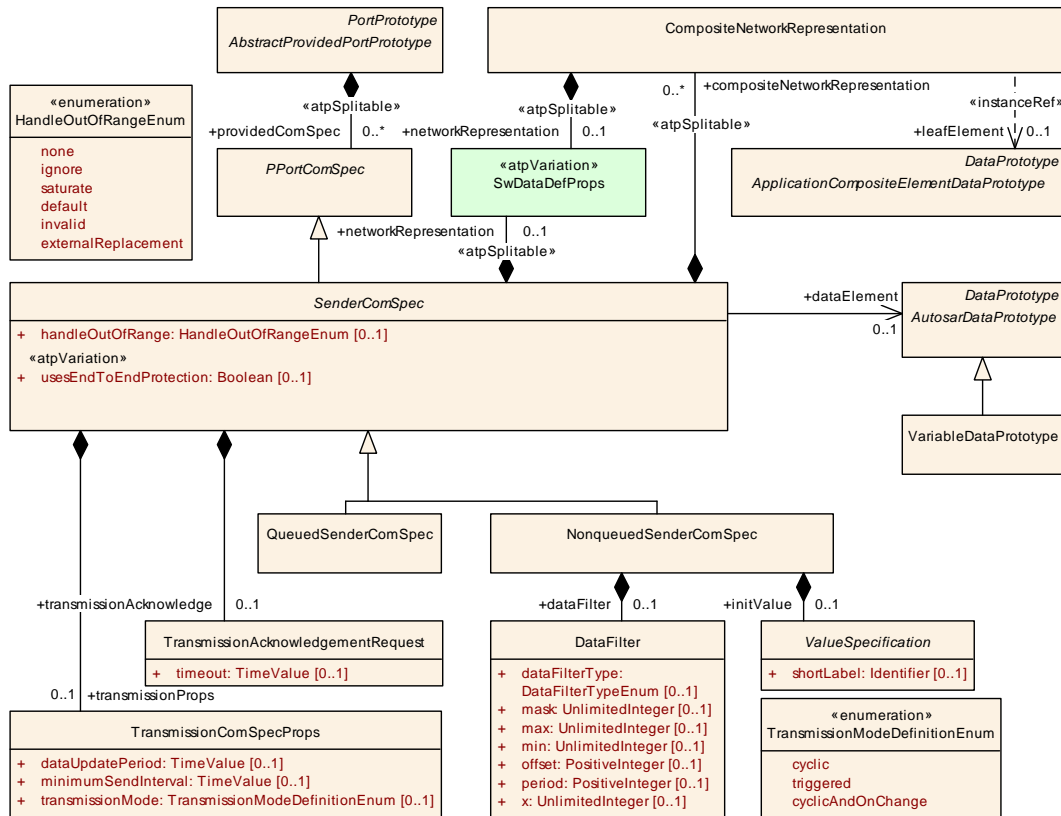 PortPrototype
AbstractProvidedPortPrototype
CompositeNetworkRepresentation
«enumeration»
HandleOutOfRangeEnum
none
ignore
saturate
default
invalid
externalReplacement
«atpSplitable»
+providedComSpec 0..*
«atpSplitable»
+networkRepresentation 0..1
0..* +compositeNetworkRepresentation
«atpSplitable»
«instanceRef»
+leafElement 0..1
PPortComSpec
«atpVariation»
SwDataDefProps
DataPrototype
ApplicationCompositeElementDataPrototype
+networkRepresentation 0..1
«atpSplitable»
SenderComSpec
+ handleOutOfRange: HandleOutOfRangeEnum [0..1]
«atpVariation»
+ usesEndToEndProtection: Boolean [0..1]
+dataElement
0..1
DataPrototype
AutosarDataPrototype
VariableDataPrototype
QueuedSenderComSpec
NonqueuedSenderComSpec
+transmissionAcknowledge 0..1
+dataFilter 0..1
+initValue 0..1
TransmissionAcknowledgementRequest
+ timeout: TimeValue [0..1]
0..1 +transmissionProps
TransmissionComSpecProps
+ dataUpdatePeriod: TimeValue [0..1]
+ minimumSendInterval: TimeValue [0..1]
+ transmissionMode: TransmissionModeDefinitionEnum [0..1]
DataFilter
+ dataFilterType:
DataFilterTypeEnum [0..1]
+ mask: UnlimitedInteger [0..1]
+ max: UnlimitedInteger [0..1]
+ min: UnlimitedInteger [0..1]
+ offset: PositiveInteger [0..1]
+ period: PositiveInteger [0..1]
+ x: UnlimitedInteger [0..1]
ValueSpecification
+ shortLabel: Identifier [0..1]
«enumeration»
TransmissionModeDefinitionEnum
cyclic
triggered
cyclicAndOnChange